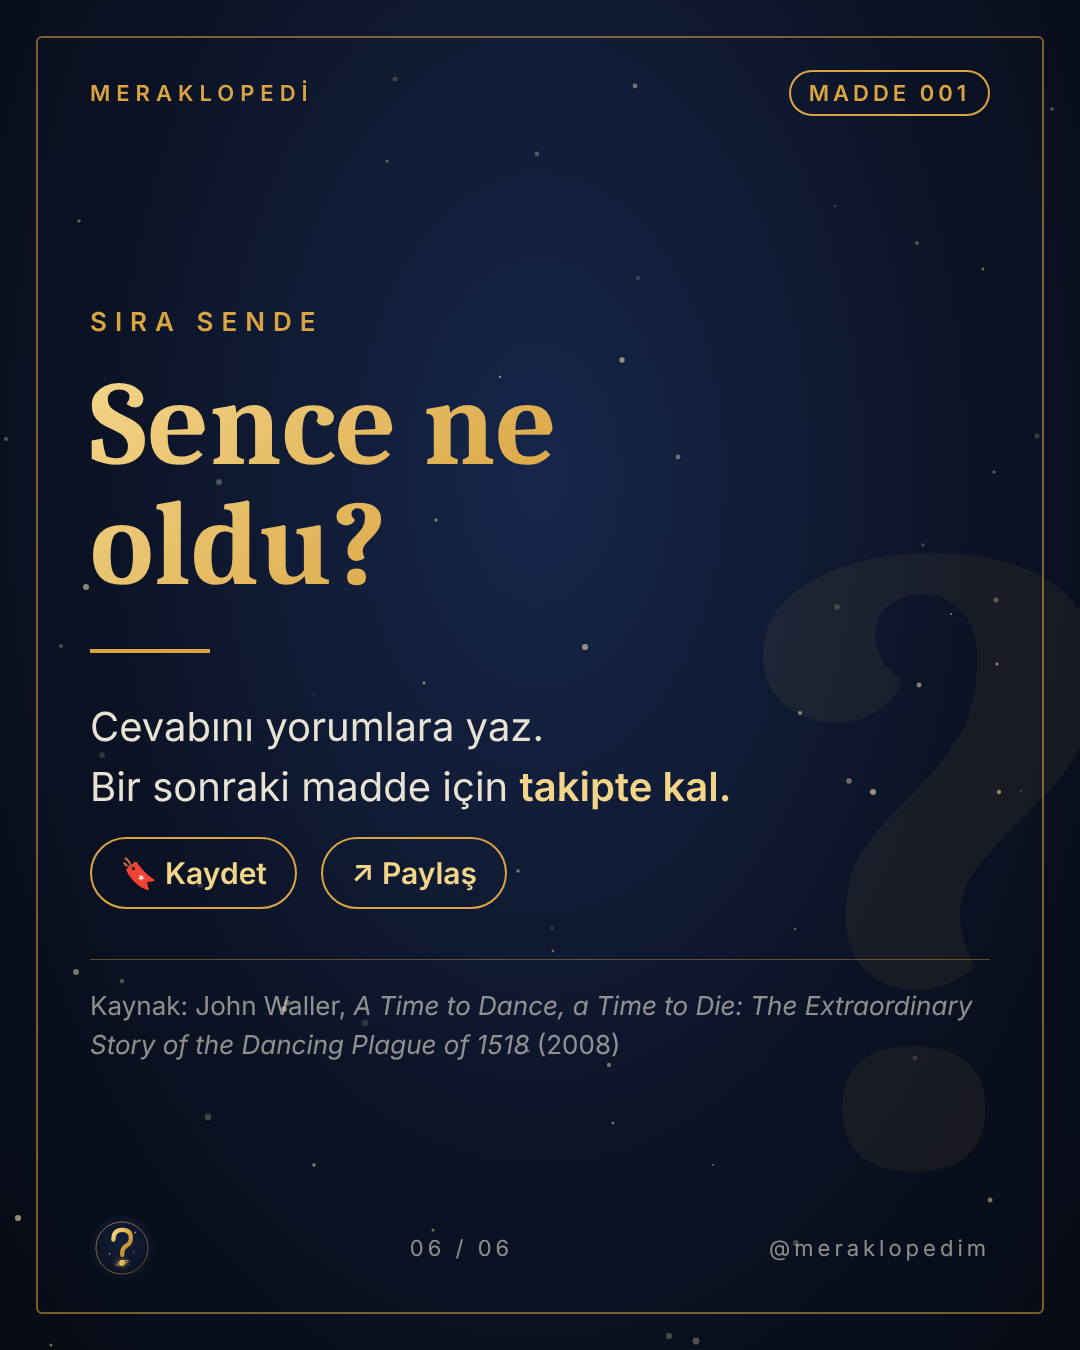 MERAKLOPEDİ
MADDE 001
SIRA SENDE
Sence ne
oldu?
Cevabını yorumlara yaz.
Bir sonraki madde için takipte kal.
🔖 Kaydet
↗ Paylaş
Kaynak: John Waller, A Time to Dance, a Time to Die: The Extraordinary
Story of the Dancing Plague of 1518 (2008)
06 / 06
@meraklopedim